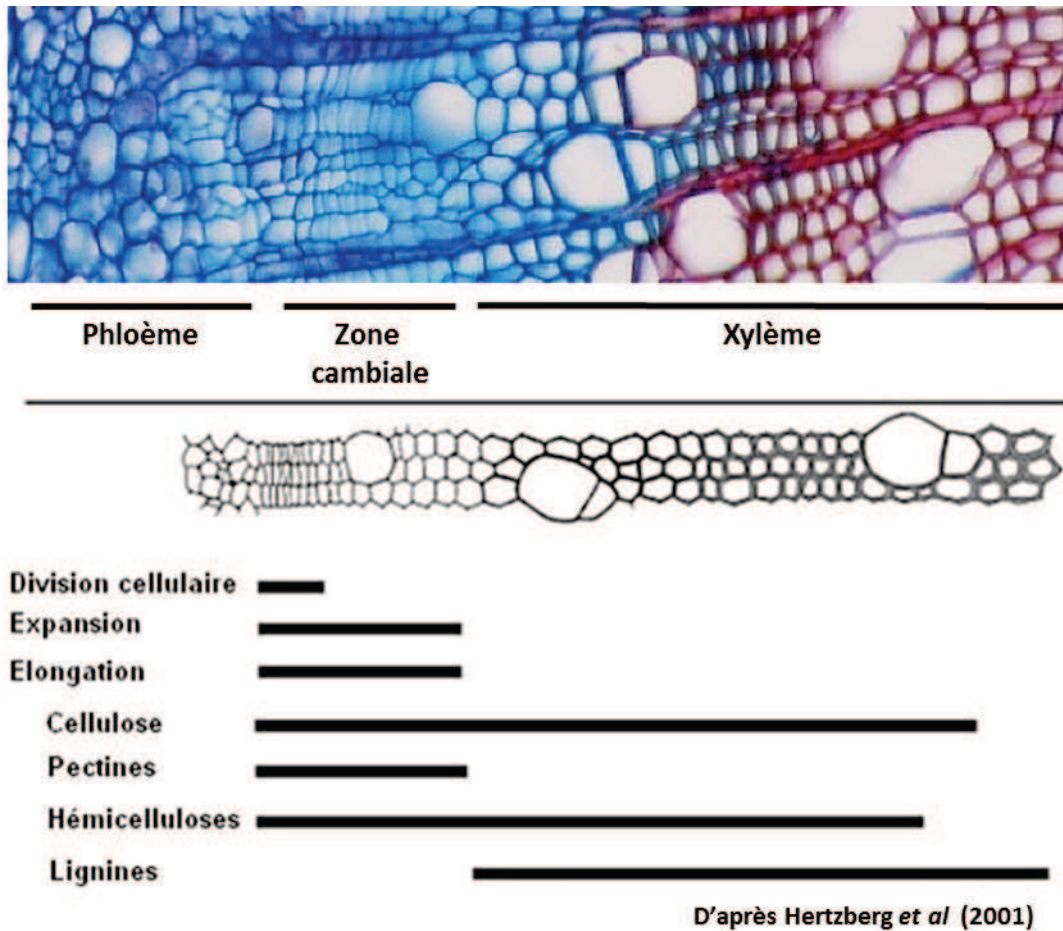 Phloème
Zone
cambiale
Xylème
Division cellulaire
Expansion
Elongation
Cellulose
Pectines
Hémicelluloses
Lignines
D'après Hertzberg et al (2001)